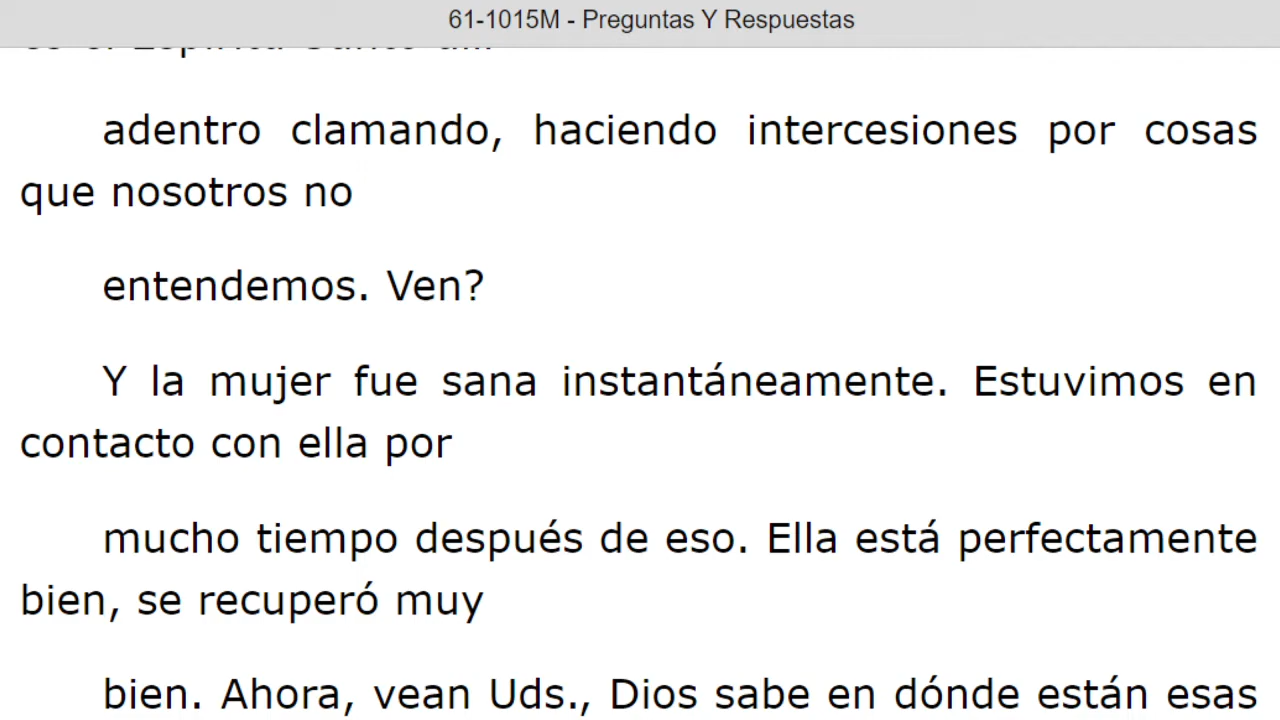 61-1015M - Preguntas Y Respuestas
adentro clamando, haciendo intercesiones por cosas
que nosotros no
entendemos. Ven?
Y la mujer fue sana instantáneamente. Estuvimos en
contacto con ella por
mucho tiempo después de eso. Ella está perfectamente
bien, se recuperó muy
bien. Ahora, vean Uds., Dios sabe en dónde están esas